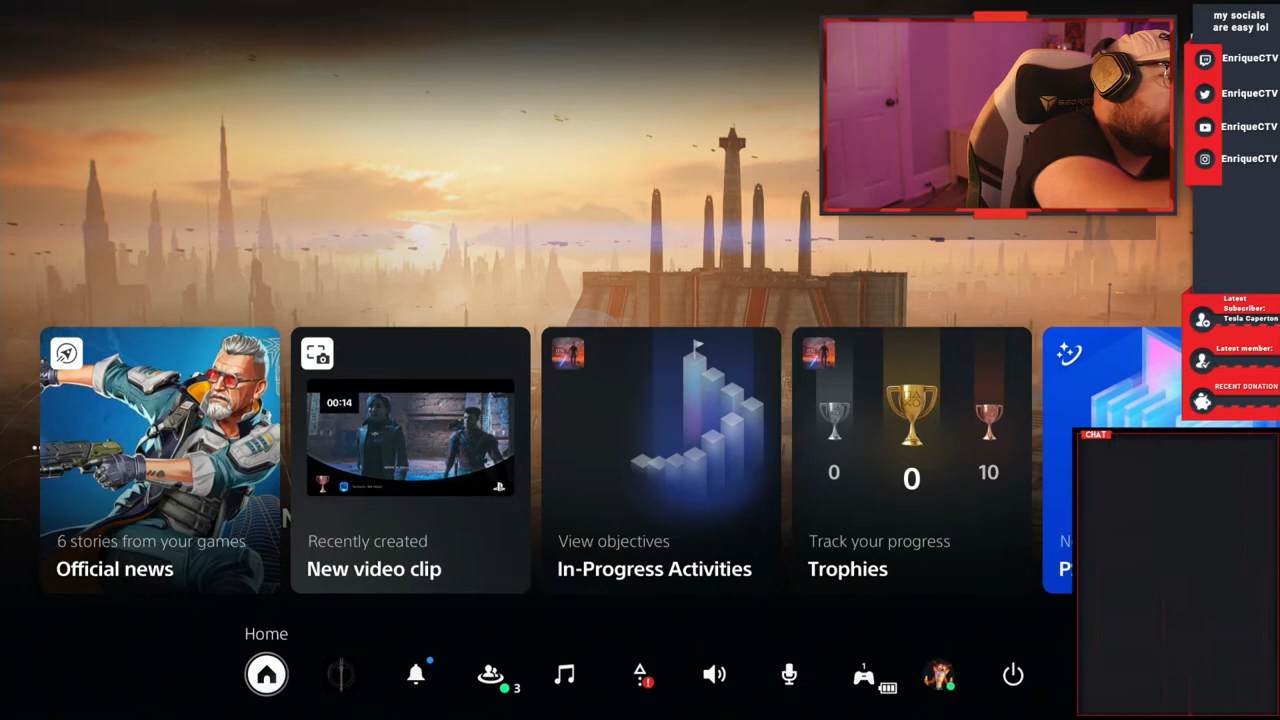 my socials
are easy lol
EnriqueCTV
EnriqueCTV
EnriqueCTV
EnriqueCTV
Latest
Subscriber:
Tesla Caperton
Latest member:
RECENT DONATION
CHAT
00:14
0
0
10
6 stories from your games
Official news
Recently created
New video clip
View objectives
In-Progress Activities
Track your progress
Trophies
Home
3
1